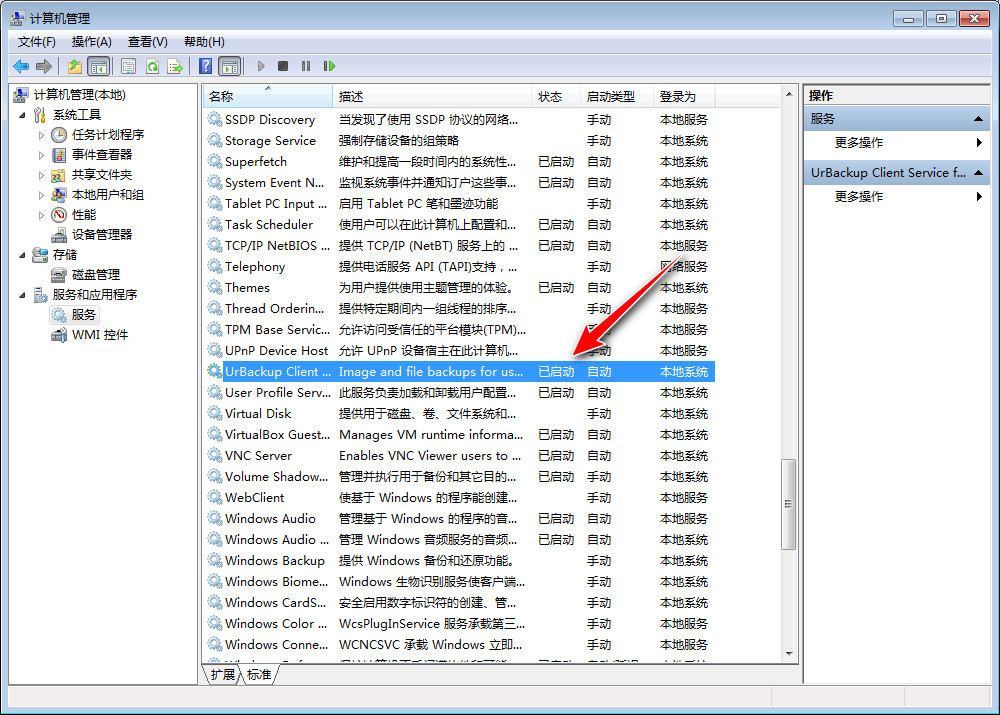 计算机管理
文件(F) 操作(A) 查看(V) 帮助(H)
计算机管理(本地)
系统工具
任务计划程序
事件查看器
共享文件夹
本地用户和组
性能
设备管理器
存储
磁盘管理
服务和应用程序
服务
WMI 控件
名称 描述 状态 启动类型 登录为
SSDP Discovery 当发现了使用 SSDP 协议的网络... 手动 本地服务
Storage Service 强制存储设备的组策略 手动 本地系统
Superfetch 维护和提高一段时间内的系统性... 已启动 自动 本地系统
System Event N... 监视系统事件并通知订户这些事... 已启动 自动 本地系统
Tablet PC Input ... 启用 Tablet PC 笔和墨迹功能 手动 本地系统
Task Scheduler 使用户可以在此计算机上配置和... 已启动 自动 本地系统
TCP/IP NetBIOS ... 提供 TCP/IP (NetBT) 服务上的 ... 已启动 自动 本地服务
Telephony 提供电话服务 API (TAPI)支持，... 手动 网络服务
Themes 为用户提供使用主题管理的体验。 已启动 自动 本地系统
Thread Orderin... 提供特定期间内一组线程的排序... 手动 本地服务
TPM Base Servic... 允许访问受信任的平台模块(TPM)... 手动 本地服务
UPnP Device Host 允许 UPnP 设备宿主在此计算机... 手动 本地服务
UrBackup Client ... Image and file backups for us... 已启动 自动 本地系统
User Profile Serv... 此服务负责加载和卸载用户配置... 已启动 自动 本地系统
Virtual Disk 提供用于磁盘、卷、文件系统和... 手动 本地系统
VirtualBox Guest... Manages VM runtime informa... 已启动 自动 本地系统
VNC Server Enables VNC Viewer users to ... 已启动 自动 本地系统
Volume Shadow... 管理并执行用于备份和其它目的... 已启动 手动 本地系统
WebClient 使基于 Windows 的程序能创建... 手动 本地服务
Windows Audio 管理基于 Windows 的程序的音... 已启动 自动 本地服务
Windows Audio ... 管理 Windows 音频服务的音频... 已启动 自动 本地系统
Windows Backup 提供 Windows 备份和还原功能。 手动 本地系统
Windows Biome... Windows 生物识别服务使客户端... 手动 本地系统
Windows CardS... 安全启用数字标识符的创建、管... 手动 本地系统
Windows Color ... WcsPlugInService 服务承载第三... 手动 本地服务
Windows Conne... WCNCSVC 承载 Windows 立即... 手动 本地服务
扩展 标准
操作
服务
更多操作
UrBackup Client Service f...
更多操作